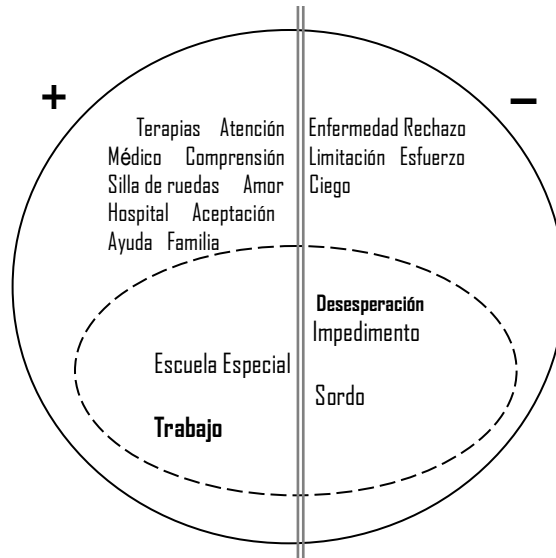 +
–
Terapias Atención
Médico Comprensión
Silla de ruedas Amor
Hospital Aceptación
Ayuda Familia
Enfermedad Rechazo
Limitación Esfuerzo
Ciego
Escuela Especial
Trabajo
Desesperación
Impedimento
Sordo